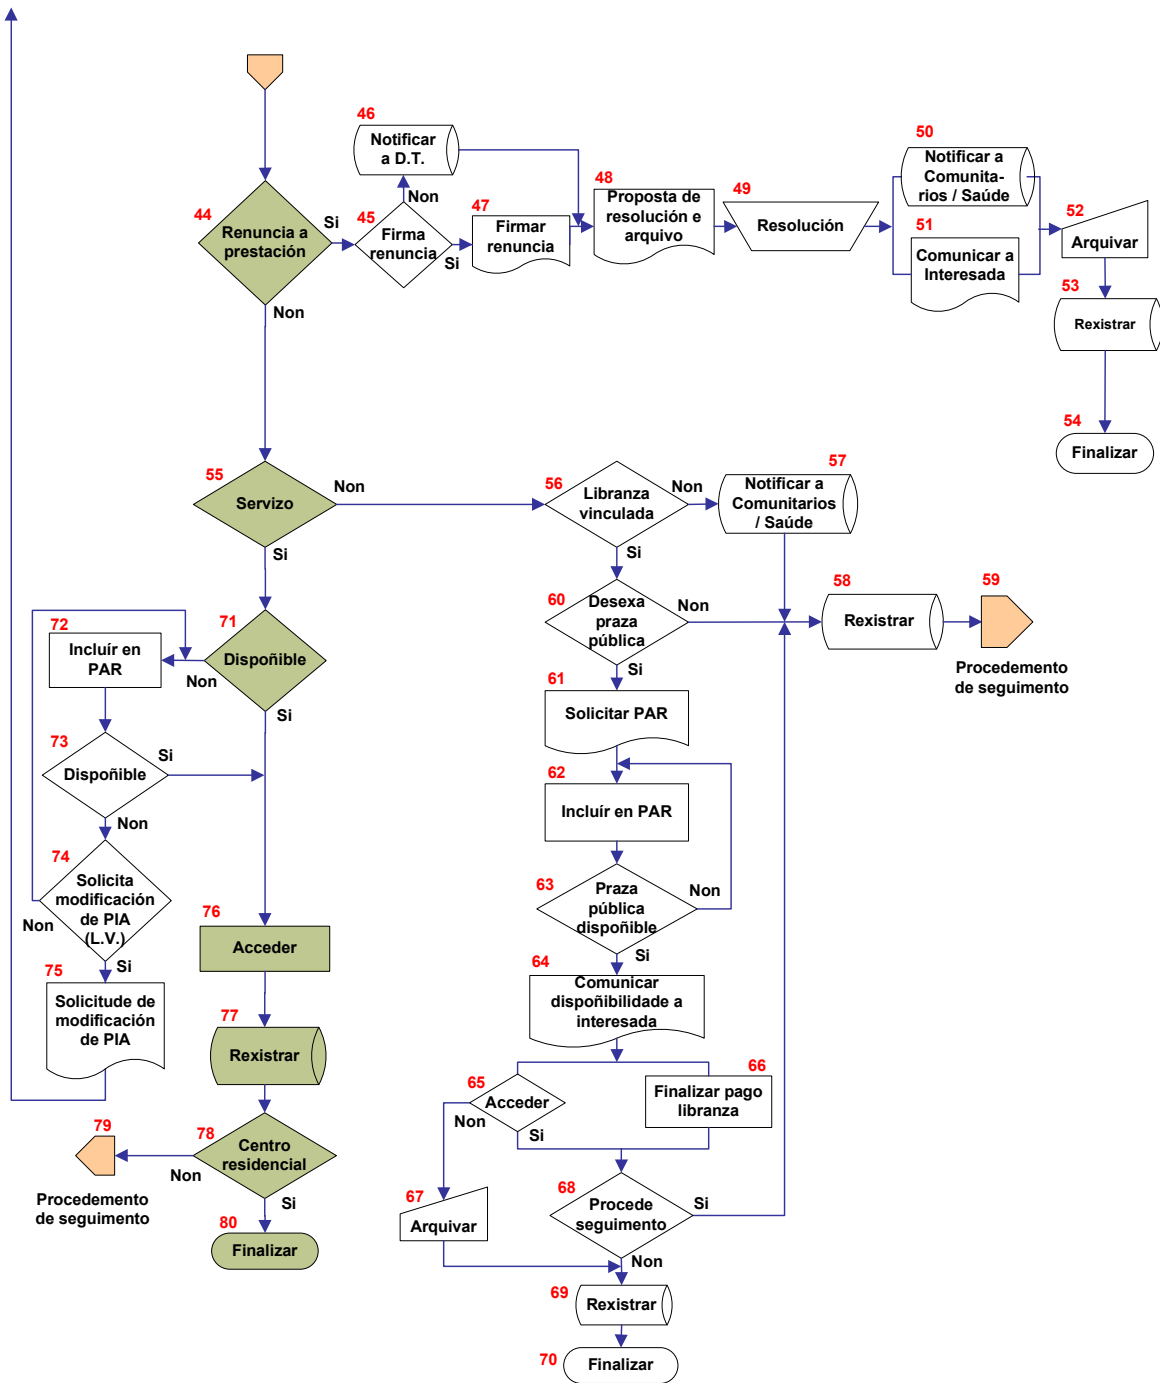 44
Renuncia a
prestación
Si
Non
45
Firma
renuncia
Non
Si
46
Notificar
a D.T.
47
Firmar
renuncia
48
Proposta de
resolución e
arquivo
49
Resolución
50
Notificar a
Comunita-
rios / Saúde
51
Comunicar a
Interesada
52
Arquivar
53
Rexistrar
54
Finalizar
55
Servizo
Non
Si
56
Libranza
vinculada
Non
Si
57
Notificar a
Comunitarios
/ Saúde
58
Rexistrar
59
Procedemento
de seguimento
60
Desexa
praza
pública
Non
Si
61
Solicitar PAR
62
Incluír en PAR
63
Praza
pública
dispoñible
Non
Si
64
Comunicar
dispoñibilidade a
interesada
65
Acceder
Non
Si
66
Finalizar pago
libranza
67
Arquivar
68
Procede
seguimento
Si
Non
69
Rexistrar
70
Finalizar
71
Dispoñible
Non
Si
72
Incluír en
PAR
73
Dispoñible
Si
Non
74
Solicita
modificación
de PIA
(L.V.)
Non
Si
75
Solicitude de
modificación
de PIA
76
Acceder
77
Rexistrar
78
Centro
residencial
Non
Si
79
Procedemento
de seguimento
80
Finalizar